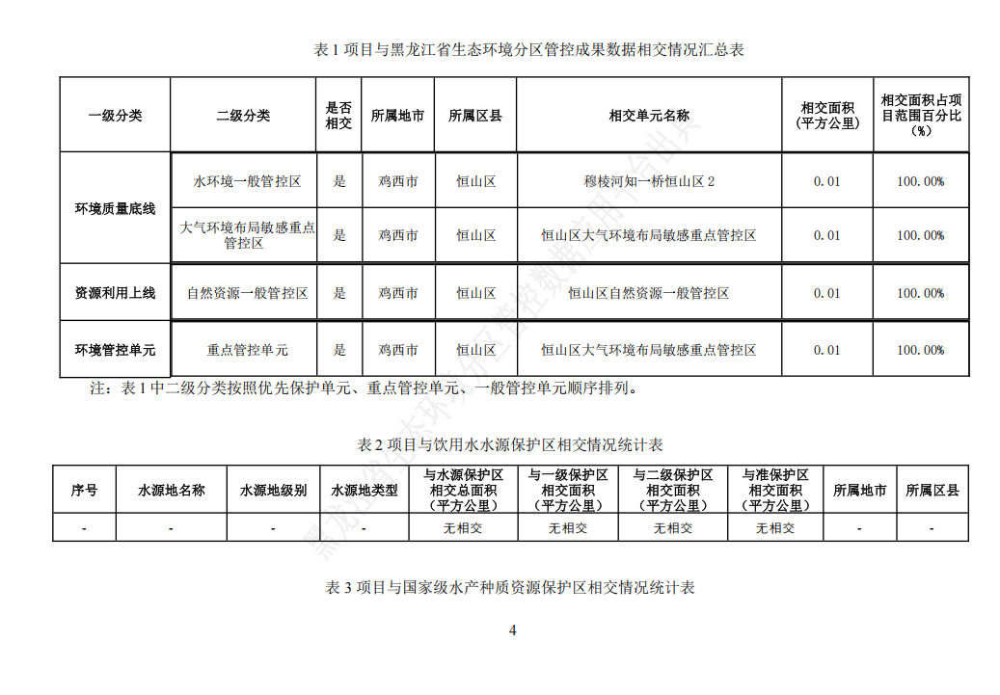 表 1 项目与黑龙江省生态环境分区管控成果数据相交情况汇总表
一级分类 二级分类 是否相交 所属地市 所属区县 相交单元名称 相交面积(平方公里) 相交面积占项目范围百分比(%)
环境质量底线 水环境一般管控区 是 鸡西市 恒山区 穆棱河知一桥恒山区 2 0.01 100.00%
大气环境布局敏感重点管控区 是 鸡西市 恒山区 恒山区大气环境布局敏感重点管控区 0.01 100.00%
资源利用上线 自然资源一般管控区 是 鸡西市 恒山区 恒山区自然资源一般管控区 0.01 100.00%
环境管控单元 重点管控单元 是 鸡西市 恒山区 恒山区大气环境布局敏感重点管控区 0.01 100.00%
注：表 1 中二级分类按照优先保护单元、重点管控单元、一般管控单元顺序排列。
表 2 项目与饮用水水源保护区相交情况统计表
序号 水源地名称 水源地级别 水源地类型 与水源保护区相交总面积（平方公里） 与一级保护区相交面积（平方公里） 与二级保护区相交面积（平方公里） 与准保护区相交面积（平方公里） 所属地市 所属区县
- - - - 无相交 无相交 无相交 无相交 - -
表 3 项目与国家级水产种质资源保护区相交情况统计表
4
黑龙江省生态环境分区管控数据应用平台出具